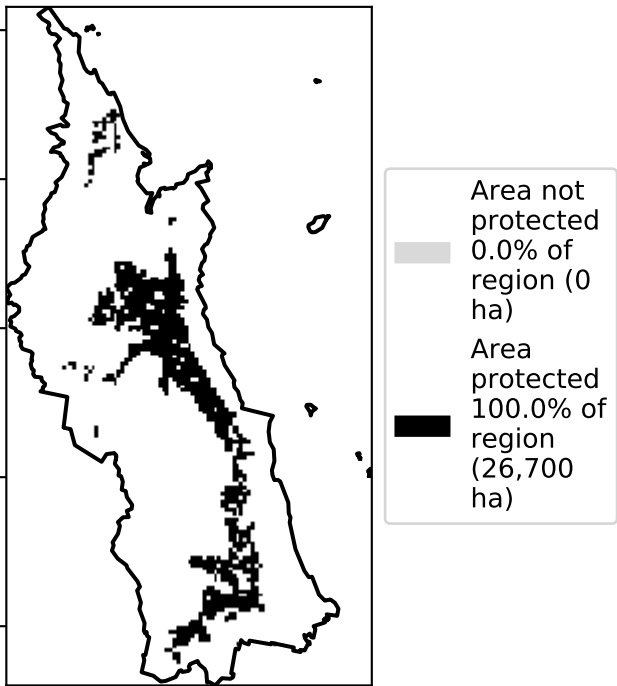 Area not
protected
0.0% of
region (0
ha)
Area
protected
100.0% of
region
(26,700
ha)